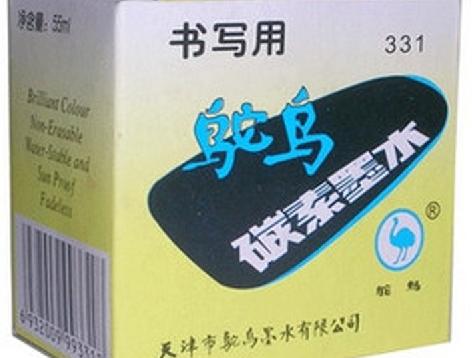 净含量：55ml
Brilliant Colour
Non-Erasable
Water-Stable and
Sun Proof
Fadeless
书写用
331
鸵鸟
碳素墨水
®
鸵鸟
天津市鸵鸟墨水有限公司